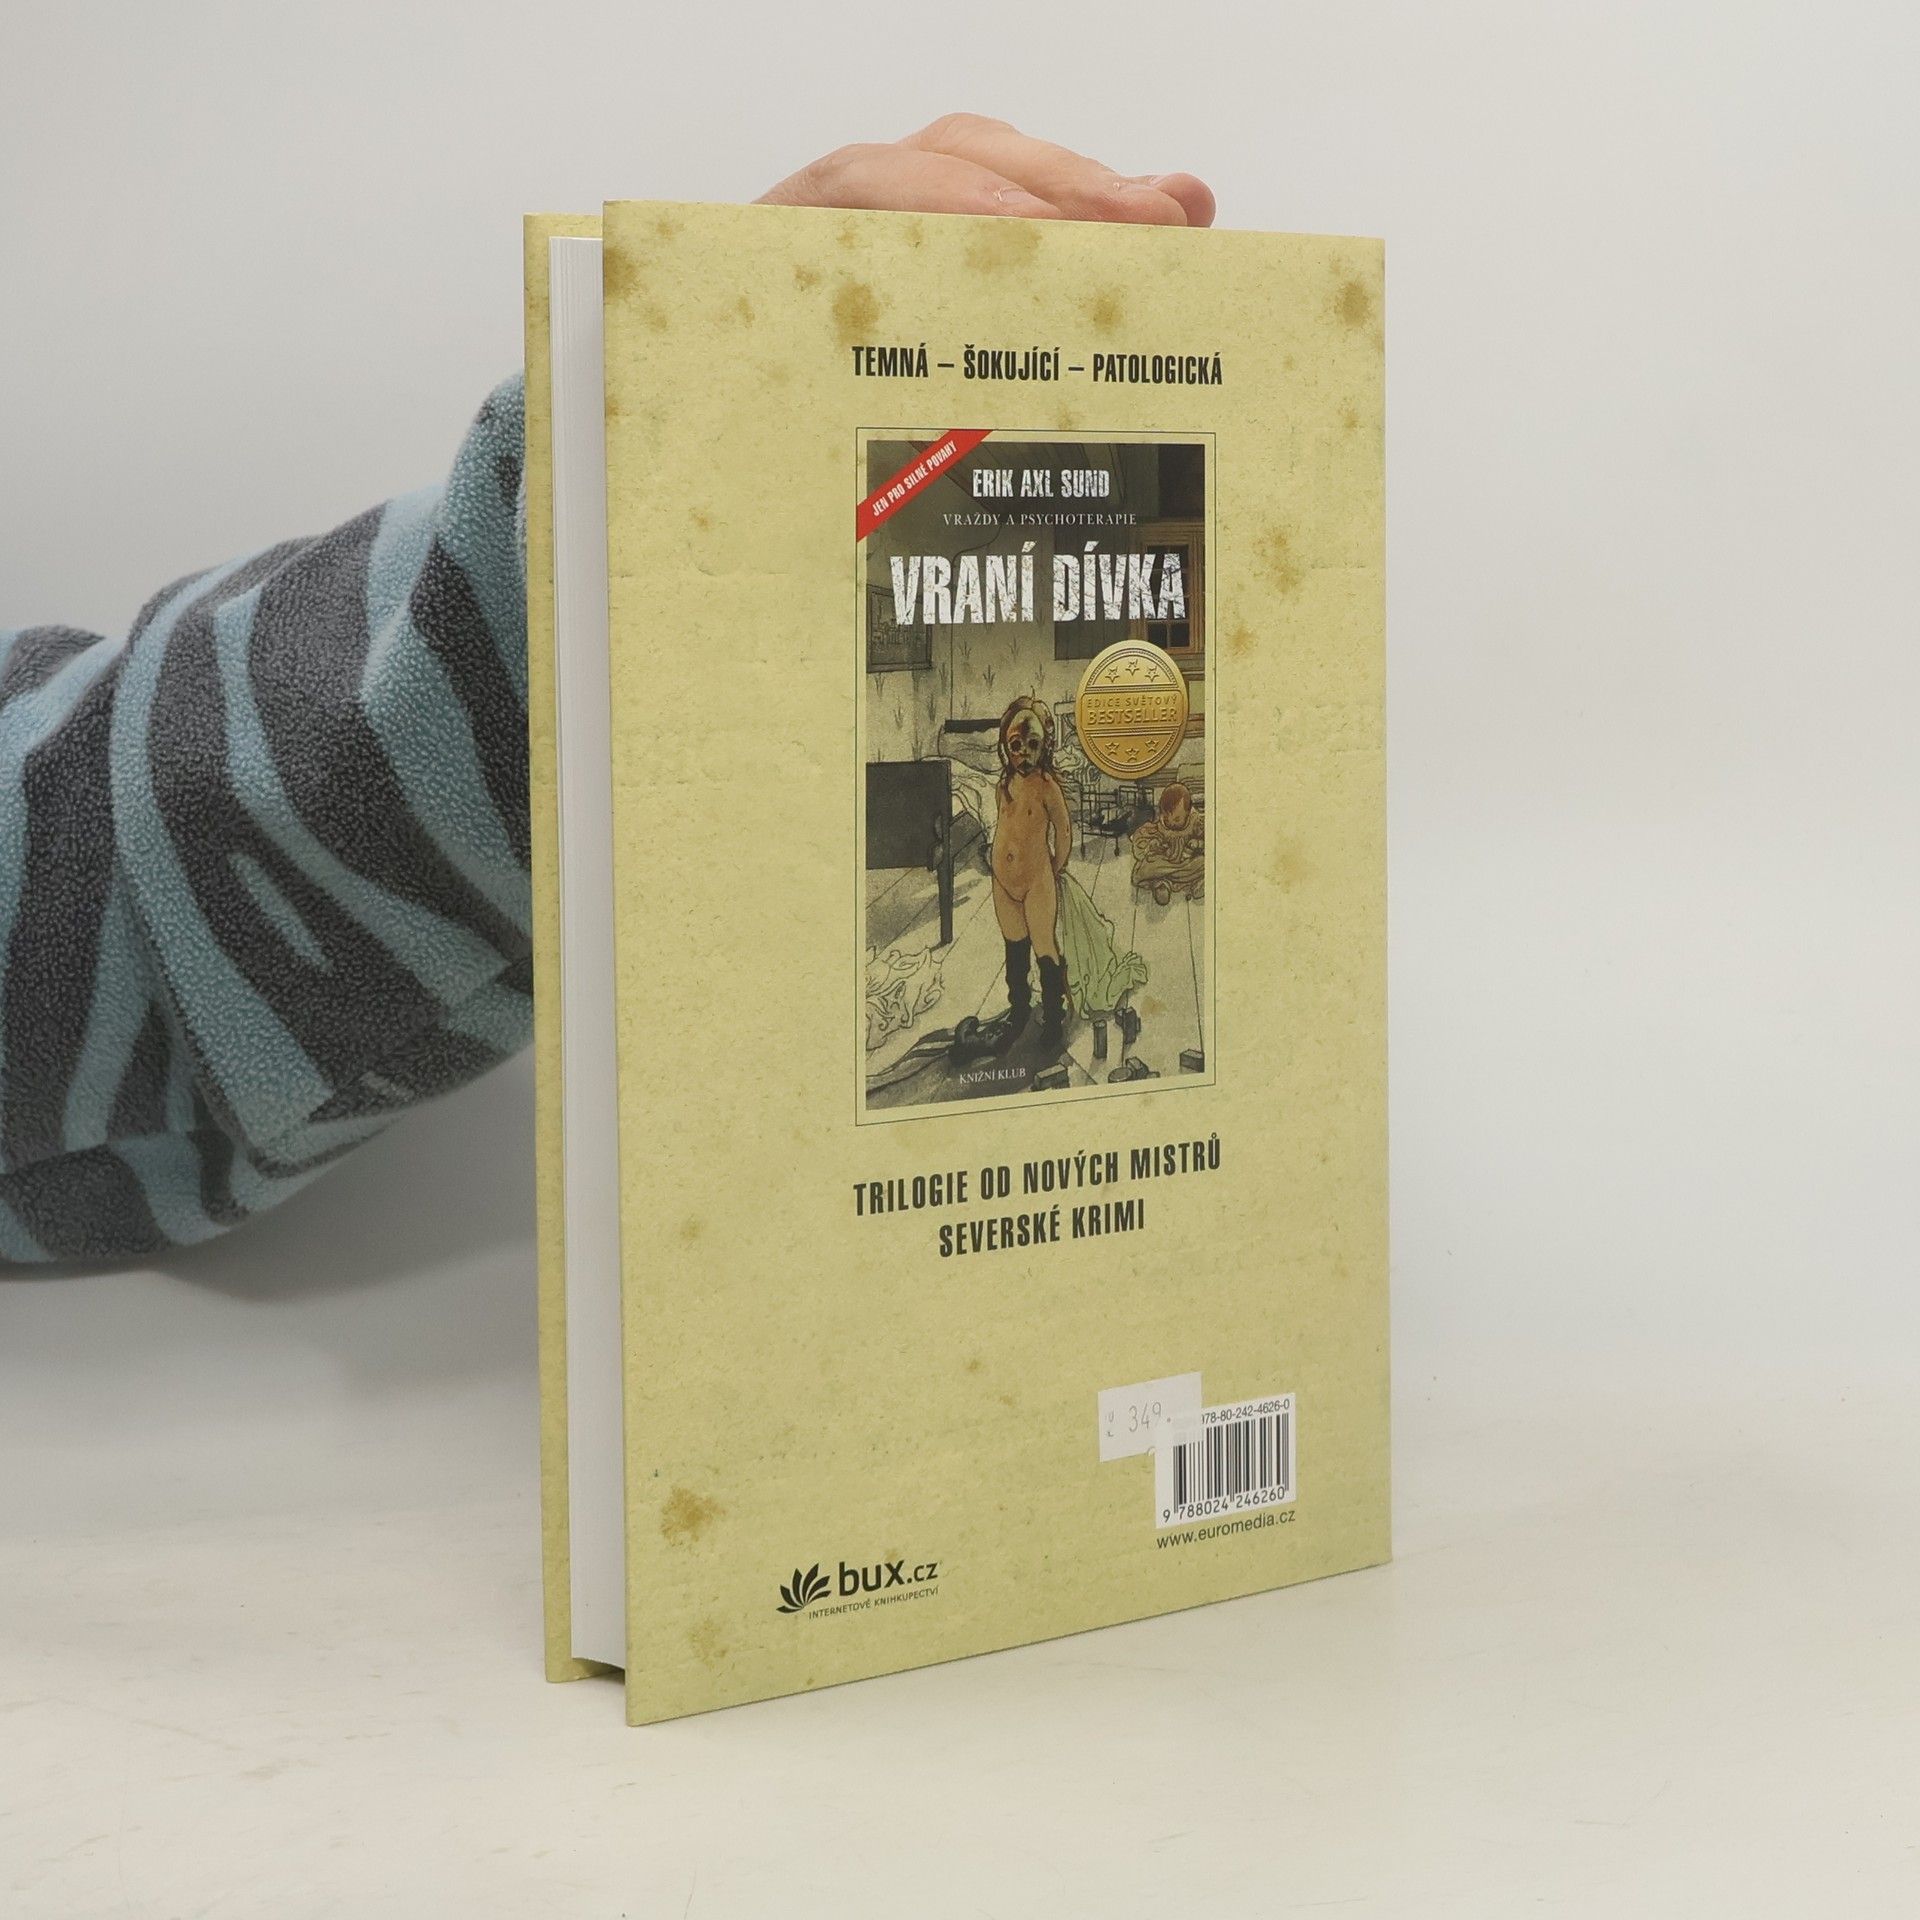 TEMNÁ – ŠOKUJÍCÍ – PATOLOGICKÁ
JEN PRO SILNÉ POVAHY
ERIK AXL SUND
VRAŽDY A PSYCHOTERAPIE
VRANÍ DÍVKA
EDICE SVĚTOVÝ
BESTSELLER
KNIŽNÍ KLUB
TRILOGIE OD NOVÝCH MISTRŮ
SEVERSKÉ KRIMI
349.
978-80-242-4626-0
9 788024 246260
www.euromedia.cz
bux.cz
INTERNETOVÉ KNIHKUPECTVÍ